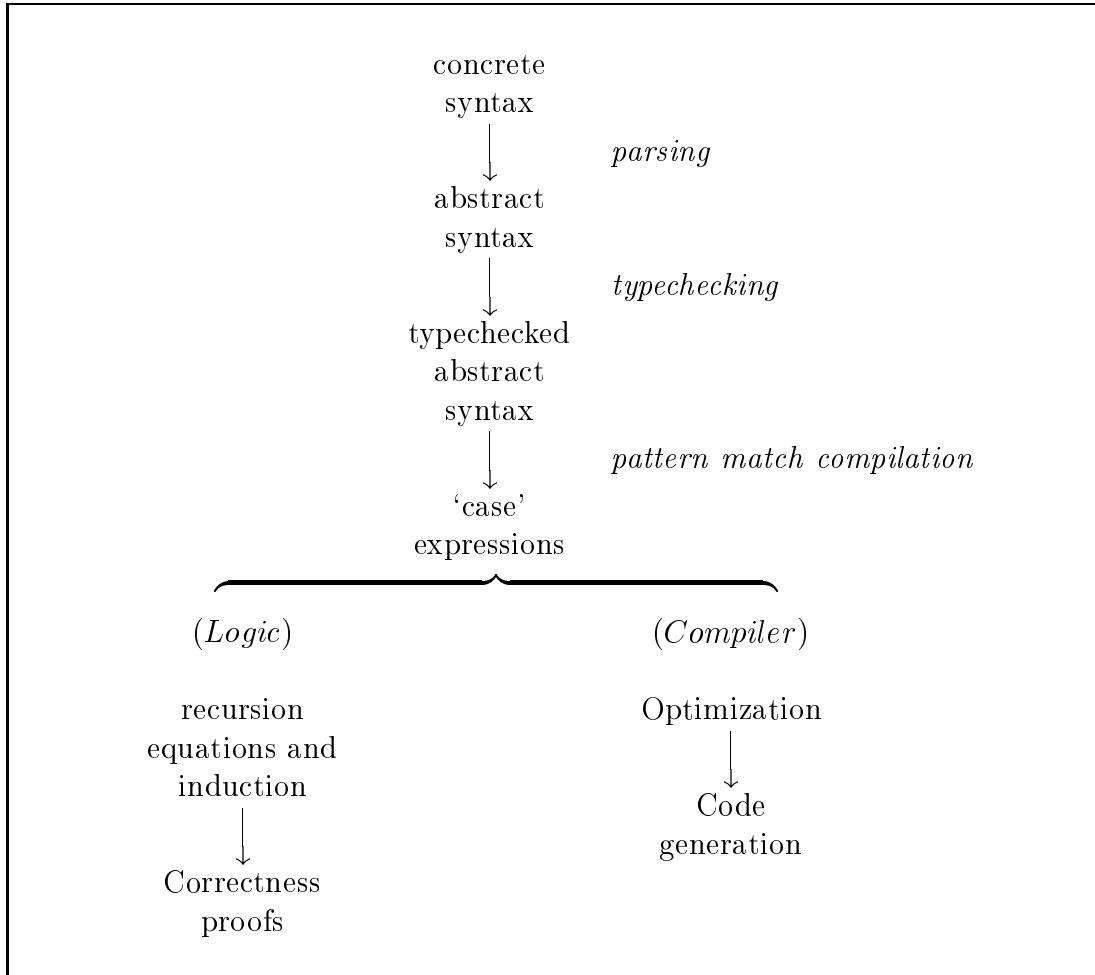 concrete
syntax
parsing
abstract
syntax
typechecking
typechecked
abstract
syntax
pattern match compilation
‘case’
expressions
(Logic)
(Compiler)
recursion
equations and
induction
Optimization
Correctness
proofs
Code
generation